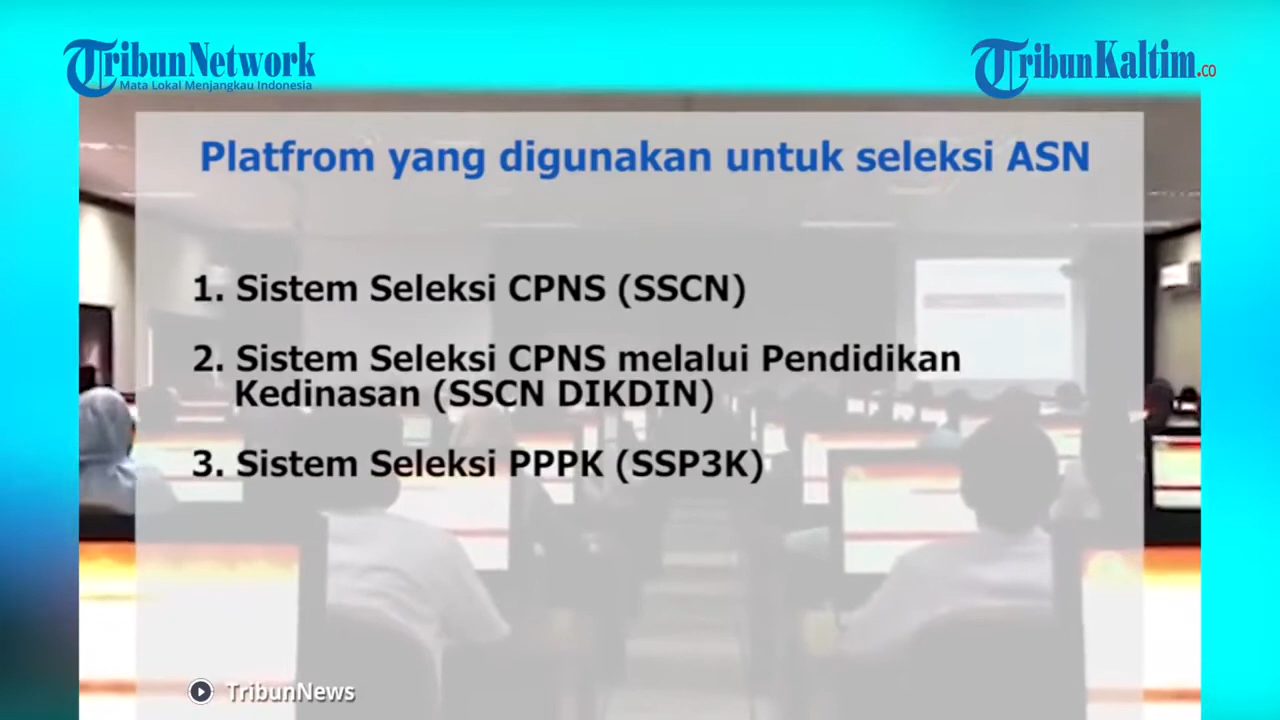 TribunNetwork
Mata Lokal Menjangkau Indonesia
TribunKaltim.co
Platfrom yang digunakan untuk seleksi ASN
1. Sistem Seleksi CPNS (SSCN)
2. Sistem Seleksi CPNS melalui Pendidikan
Kedinasan (SSCN DIKDIN)
3. Sistem Seleksi PPPK (SSP3K)
TribunNews